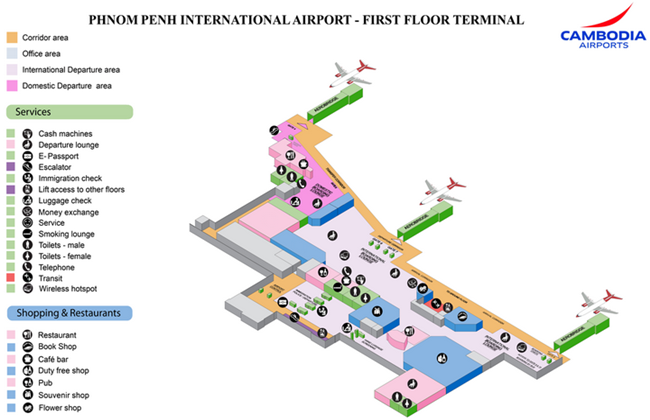 PHNOM PENH INTERNATIONAL AIRPORT - FIRST FLOOR TERMINAL
CAMBODIA
AIRPORTS
Corridor area
Office area
International Departure area
Domestic Departure area
Services
Cash machines
Departure lounge
E-Passport
Escalator
Immigration check
Lift access to other floors
Luggage check
Money exchange
Service
Smoking lounge
Toilets - male
Toilets - female
Telephone
Transit
Wireless hotspot
Shopping & Restaurants
Restaurant
Book Shop
Café bar
Duty free shop
Pub
Souvenir shop
Flower shop
AEROBRIDGE
AEROBRIDGE
AEROBRIDGE